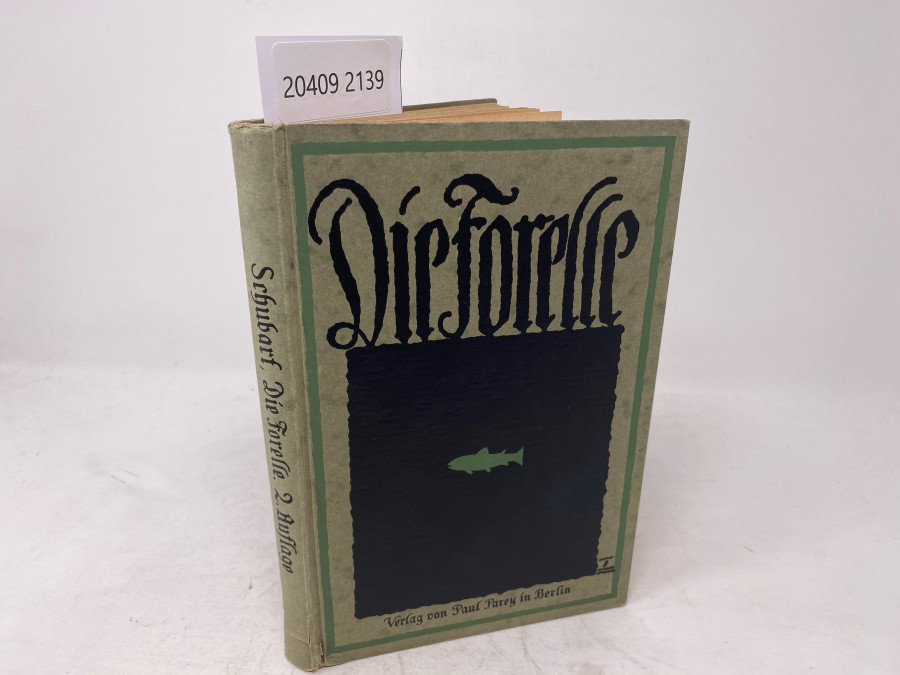 20409 2139
Die Forelle
Verlag von Paul Parey in Berlin
Schubart, Die Forelle. 2. Auflage